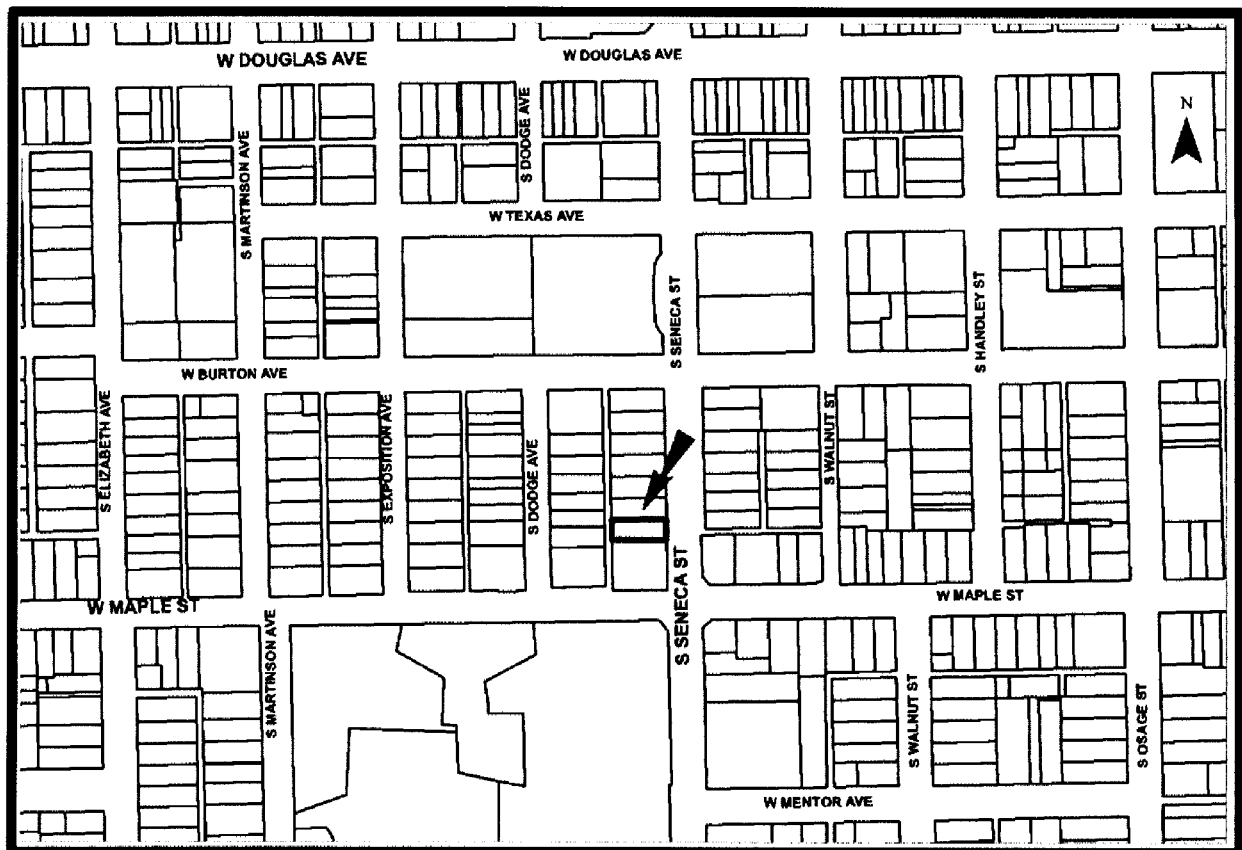 W DOUGLAS AVE
W DOUGLAS AVE
N
S MARTINSON AVE
S DODGE AVE
W TEXAS AVE
S SENECA ST
S HANDLEY ST
W BURTON AVE
S ELIZABETH AVE
S EXPOSITION AVE
S DODGE AVE
S WALNUT ST
W MAPLE ST
W MAPLE ST
S MARTINSON AVE
S SENECA ST
S WALNUT ST
S OSAGE ST
W MENTOR AVE